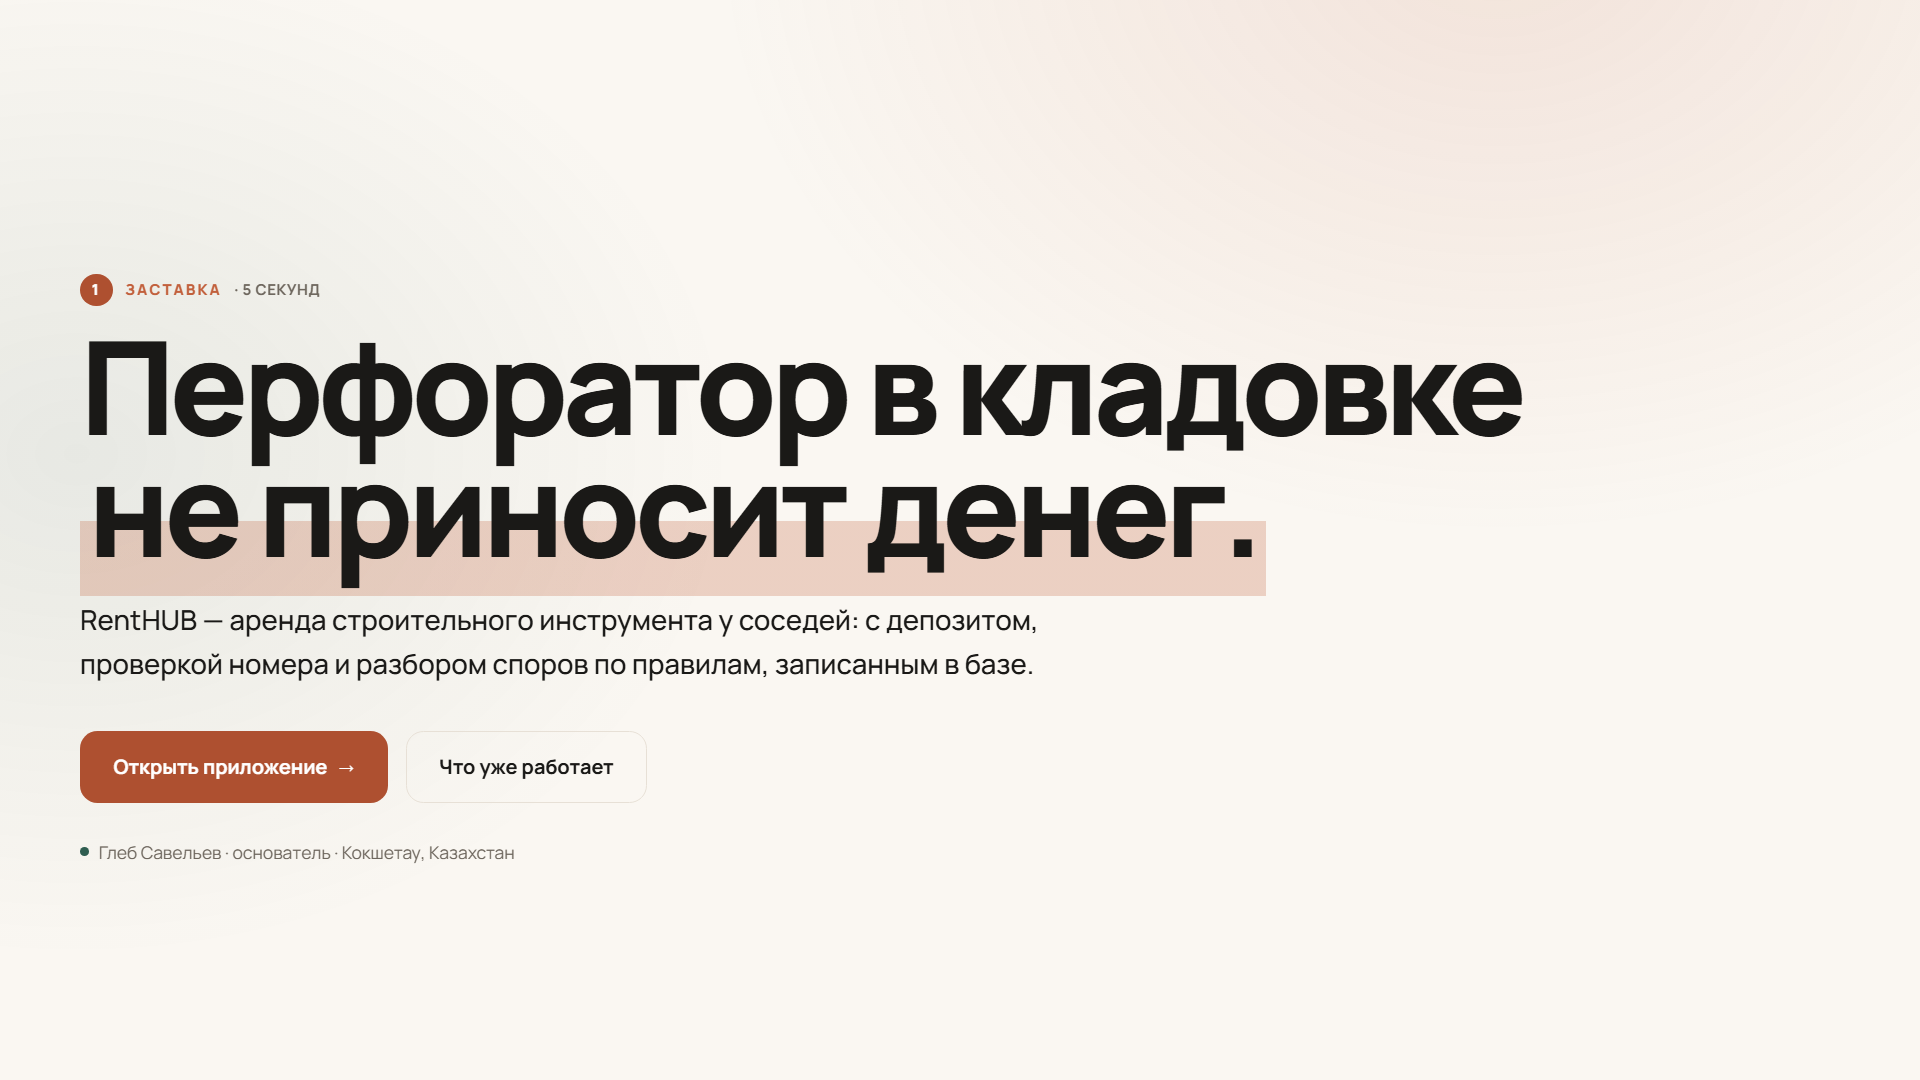 1 ЗАСТАВКА · 5 СЕКУНД
Перфоратор в кладовке
не приносит денег.
RentHUB — аренда строительного инструмента у соседей: с депозитом,
проверкой номера и разбором споров по правилам, записанным в базе.
Открыть приложение → Что уже работает
Глеб Савельев · основатель · Кокшетау, Казахстан